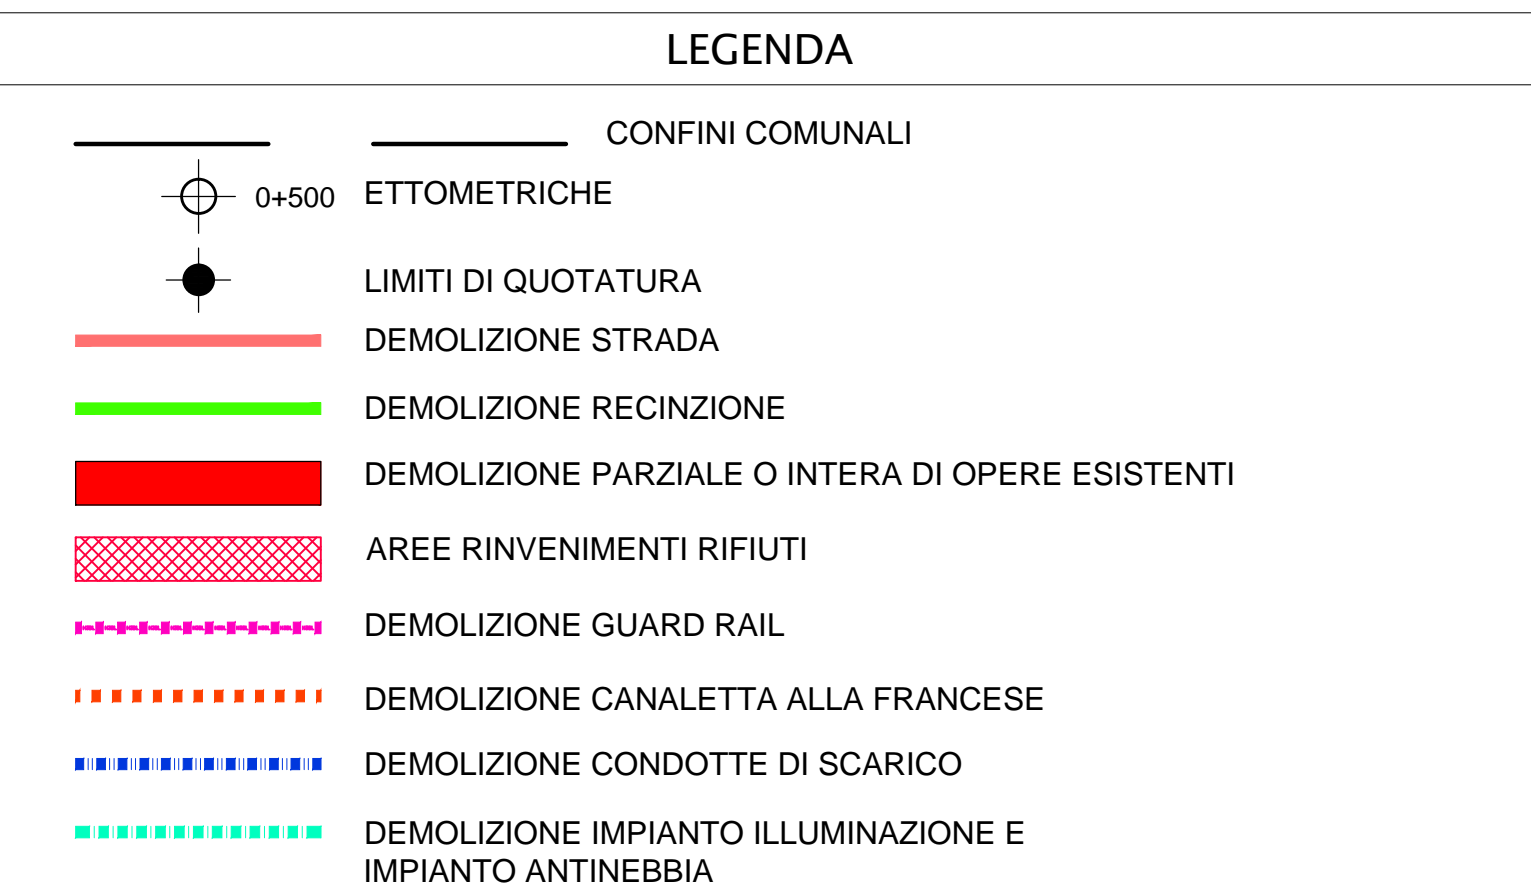 LEGENDA
CONFINI COMUNALI
0+500 ETTOMETRICHE
LIMITI DI QUOTATURA
DEMOLIZIONE STRADA
DEMOLIZIONE RECINZIONE
DEMOLIZIONE PARZIALE O INTERA DI OPERE ESISTENTI
AREE RINVENIMENTI RIFIUTI
DEMOLIZIONE GUARD RAIL
DEMOLIZIONE CANALETTA ALLA FRANCESE
DEMOLIZIONE CONDOTTE DI SCARICO
DEMOLIZIONE IMPIANTO ILLUMINAZIONE E
IMPIANTO ANTINEBBIA